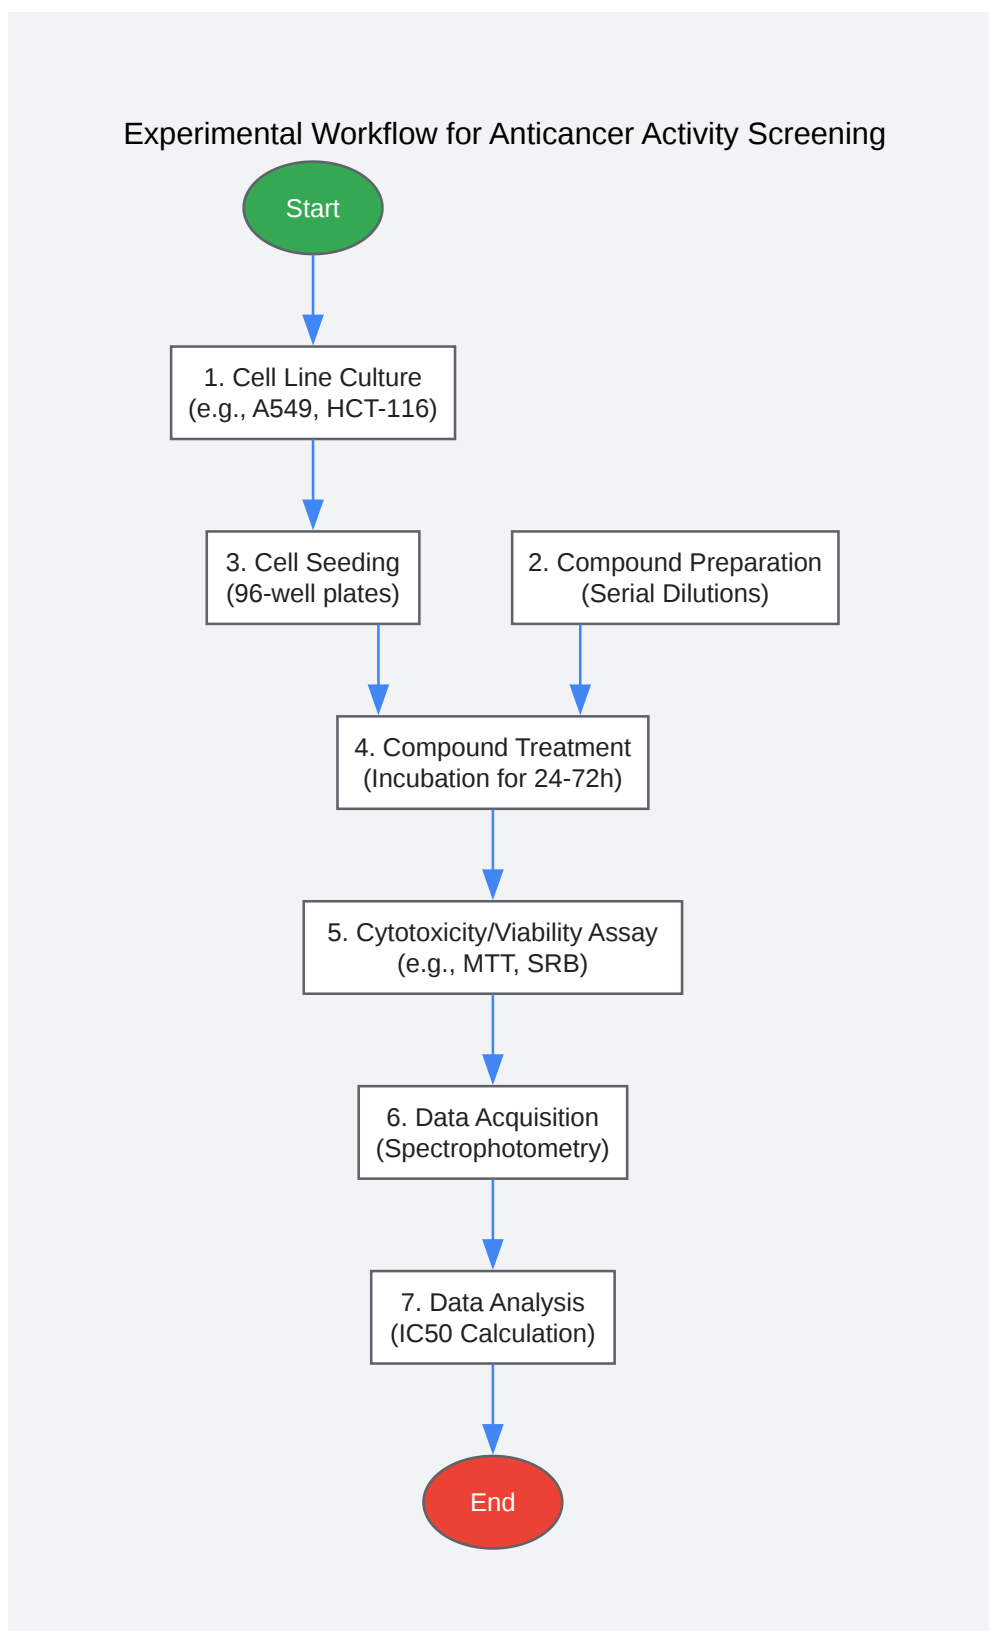 Experimental Workflow for Anticancer Activity Screening
Start
1. Cell Line Culture
(e.g., A549, HCT-116)
3. Cell Seeding
(96-well plates)
2. Compound Preparation
(Serial Dilutions)
4. Compound Treatment
(Incubation for 24-72h)
5. Cytotoxicity/Viability Assay
(e.g., MTT, SRB)
6. Data Acquisition
(Spectrophotometry)
7. Data Analysis
(IC50 Calculation)
End